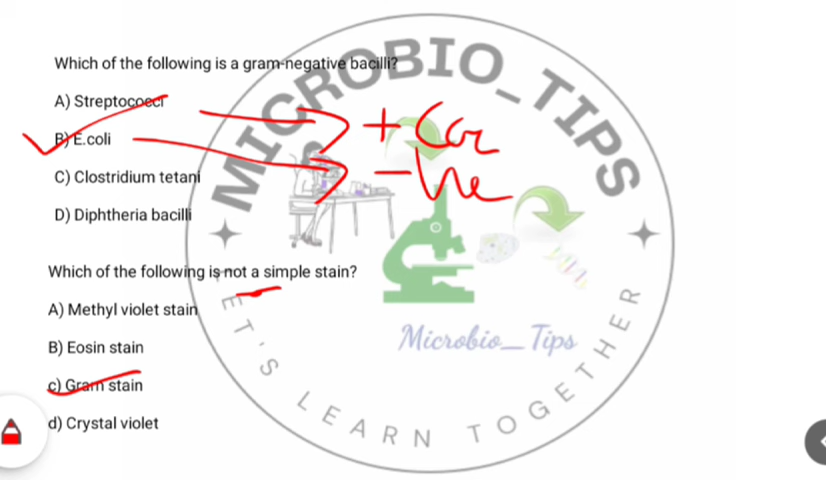 Which of the following is a gram-negative bacilli?
A) Streptococci
B) E.coli
C) Clostridium tetani
D) Diphtheria bacilli
Which of the following is not a simple stain?
A) Methyl violet stain
B) Eosin stain
c) Gram stain
d) Crystal violet
MICROBIO_TIPS
Microbio_Tips
LET'S LEARN TOGETHER
+
-ve